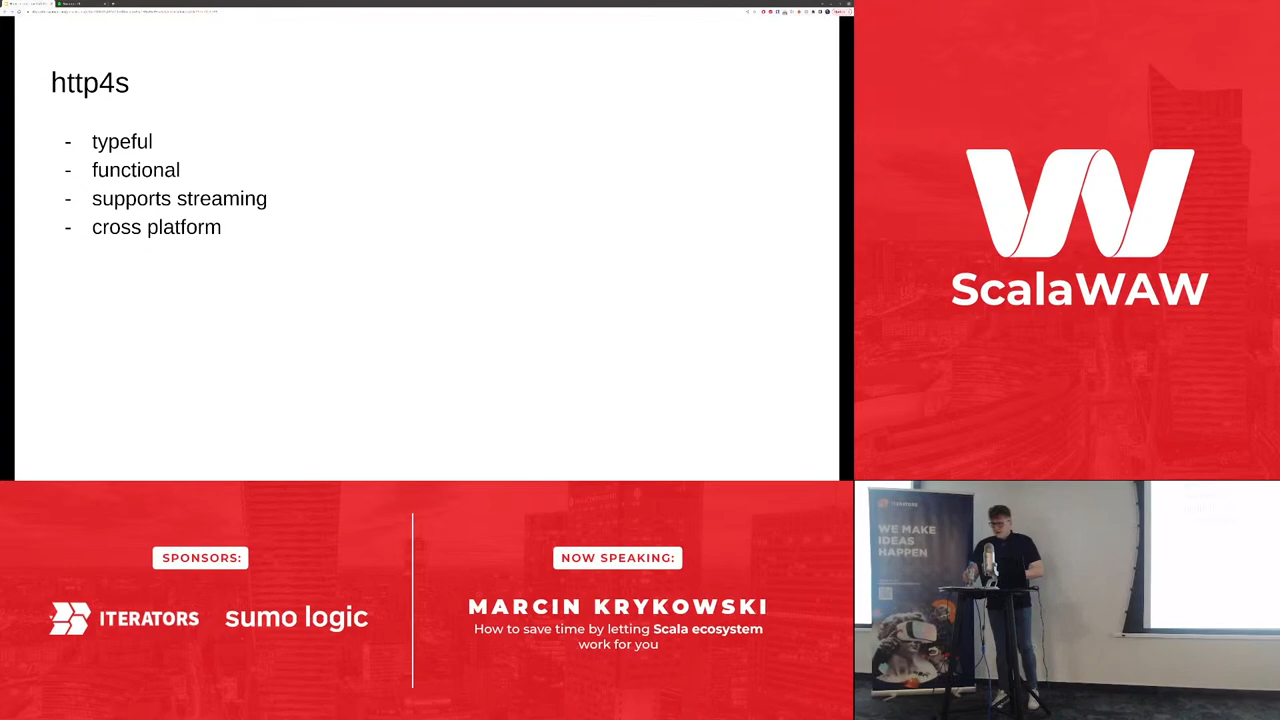 http4s
- typeful
- functional
- supports streaming
- cross platform
ScalaWAW
SPONSORS:
ITERATORS
sumo logic
NOW SPEAKING:
MARCIN KRYKOWSKI
How to save time by letting Scala ecosystem
work for you
ITERATORS
WE MAKE
IDEAS
HAPPEN